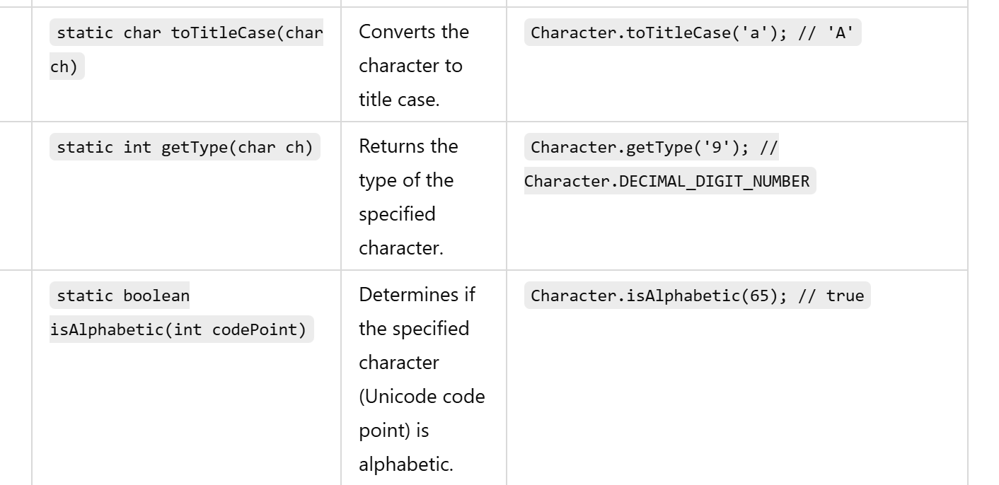 static char toTitleCase(char
ch)
Converts the
character to
title case.
Character.toTitleCase('a'); // 'A'
static int getType(char ch)
Returns the
type of the
specified
character.
Character.getType('9'); //
Character.DECIMAL_DIGIT_NUMBER
static boolean
isAlphabetic(int codePoint)
Determines if
the specified
character
(Unicode code
point) is
alphabetic.
Character.isAlphabetic(65); // true